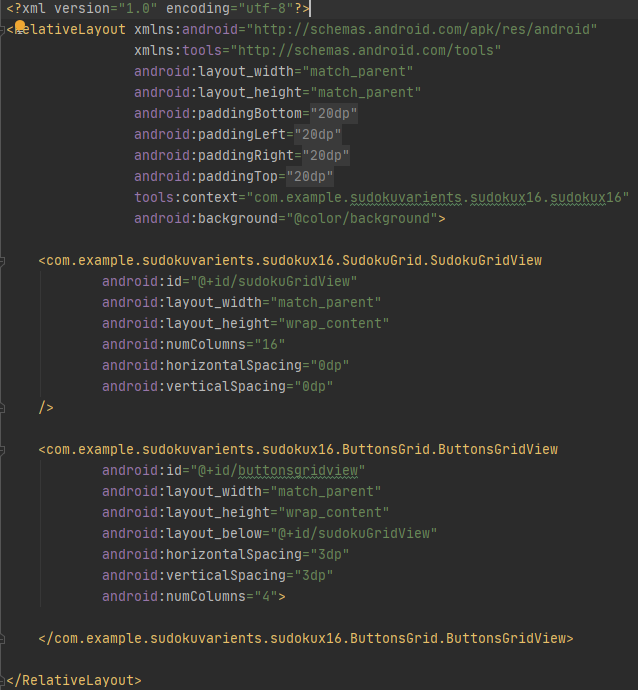 <?xml version="1.0" encoding="utf-8"?>
<RelativeLayout xmlns:android="http://schemas.android.com/apk/res/android"
                xmlns:tools="http://schemas.android.com/tools"
                android:layout_width="match_parent"
                android:layout_height="match_parent"
                android:paddingBottom="20dp"
                android:paddingLeft="20dp"
                android:paddingRight="20dp"
                android:paddingTop="20dp"
                tools:context="com.example.sudokuvarients.sudokux16.sudokux16"
                android:background="@color/background">

    <com.example.sudokuvarients.sudokux16.SudokuGrid.SudokuGridView
            android:id="@+id/sudokuGridView"
            android:layout_width="match_parent"
            android:layout_height="wrap_content"
            android:numColumns="16"
            android:horizontalSpacing="0dp"
            android:verticalSpacing="0dp"
    />

    <com.example.sudokuvarients.sudokux16.ButtonsGrid.ButtonsGridView
            android:id="@+id/buttonsgridview"
            android:layout_width="match_parent"
            android:layout_height="wrap_content"
            android:layout_below="@+id/sudokuGridView"
            android:horizontalSpacing="3dp"
            android:verticalSpacing="3dp"
            android:numColumns="4">

    </com.example.sudokuvarients.sudokux16.ButtonsGrid.ButtonsGridView>

</RelativeLayout>